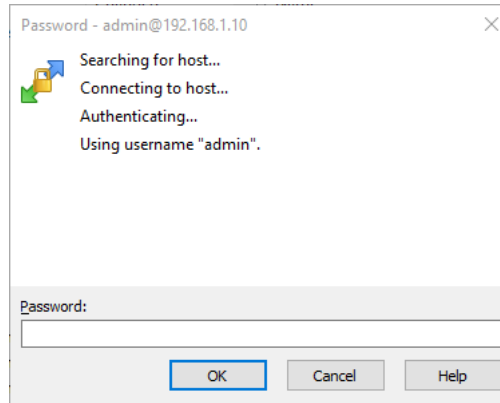 Password - admin@192.168.1.10
Searching for host...
Connecting to host...
Authenticating...
Using username "admin".
Password:
OK Cancel Help